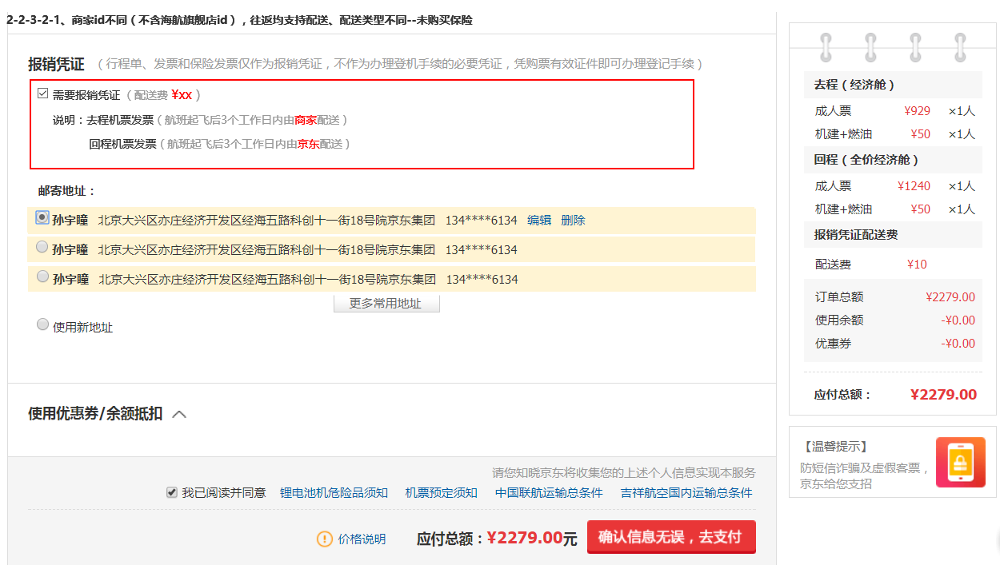 2-2-3-2-1、商家id不同（不含海航旗舰店id），往返均支持配送、配送类型不同--未购买保险
报销凭证 （行程单、发票和保险发票仅作为报销凭证，不作为办理登机手续的必要凭证，凭购票有效证件即可办理登记手续）
需要报销凭证（配送费 ¥xx ）
说明：去程机票发票（航班起飞后3个工作日内由商家配送）
回程机票发票（航班起飞后3个工作日内由京东配送）
邮寄地址：
孙宇曈 北京大兴区亦庄经济开发区经海五路科创十一街18号院京东集团 134****6134 编辑 删除
孙宇曈 北京大兴区亦庄经济开发区经海五路科创十一街18号院京东集团 134****6134
孙宇曈 北京大兴区亦庄经济开发区经海五路科创十一街18号院京东集团 134****6134
更多常用地址
使用新地址
使用优惠券/余额抵扣
请您知晓京东将收集您的上述个人信息实现本服务
我已阅读并同意 锂电池机危险品须知 机票预定须知 中国联航运输总条件 吉祥航空国内运输总条件
价格说明 应付总额：¥2279.00元 确认信息无误，去支付
去程（经济舱）
成人票 ¥929 ×1人
机建+燃油 ¥50 ×1人
回程（全价经济舱）
成人票 ¥1240 ×1人
机建+燃油 ¥50 ×1人
报销凭证配送费
配送费 ¥10
订单总额 ¥2279.00
使用余额 -¥0.00
优惠券 -¥0.00
应付总额： ¥2279.00
【温馨提示】
防短信诈骗及虚假客票，
京东给您支招